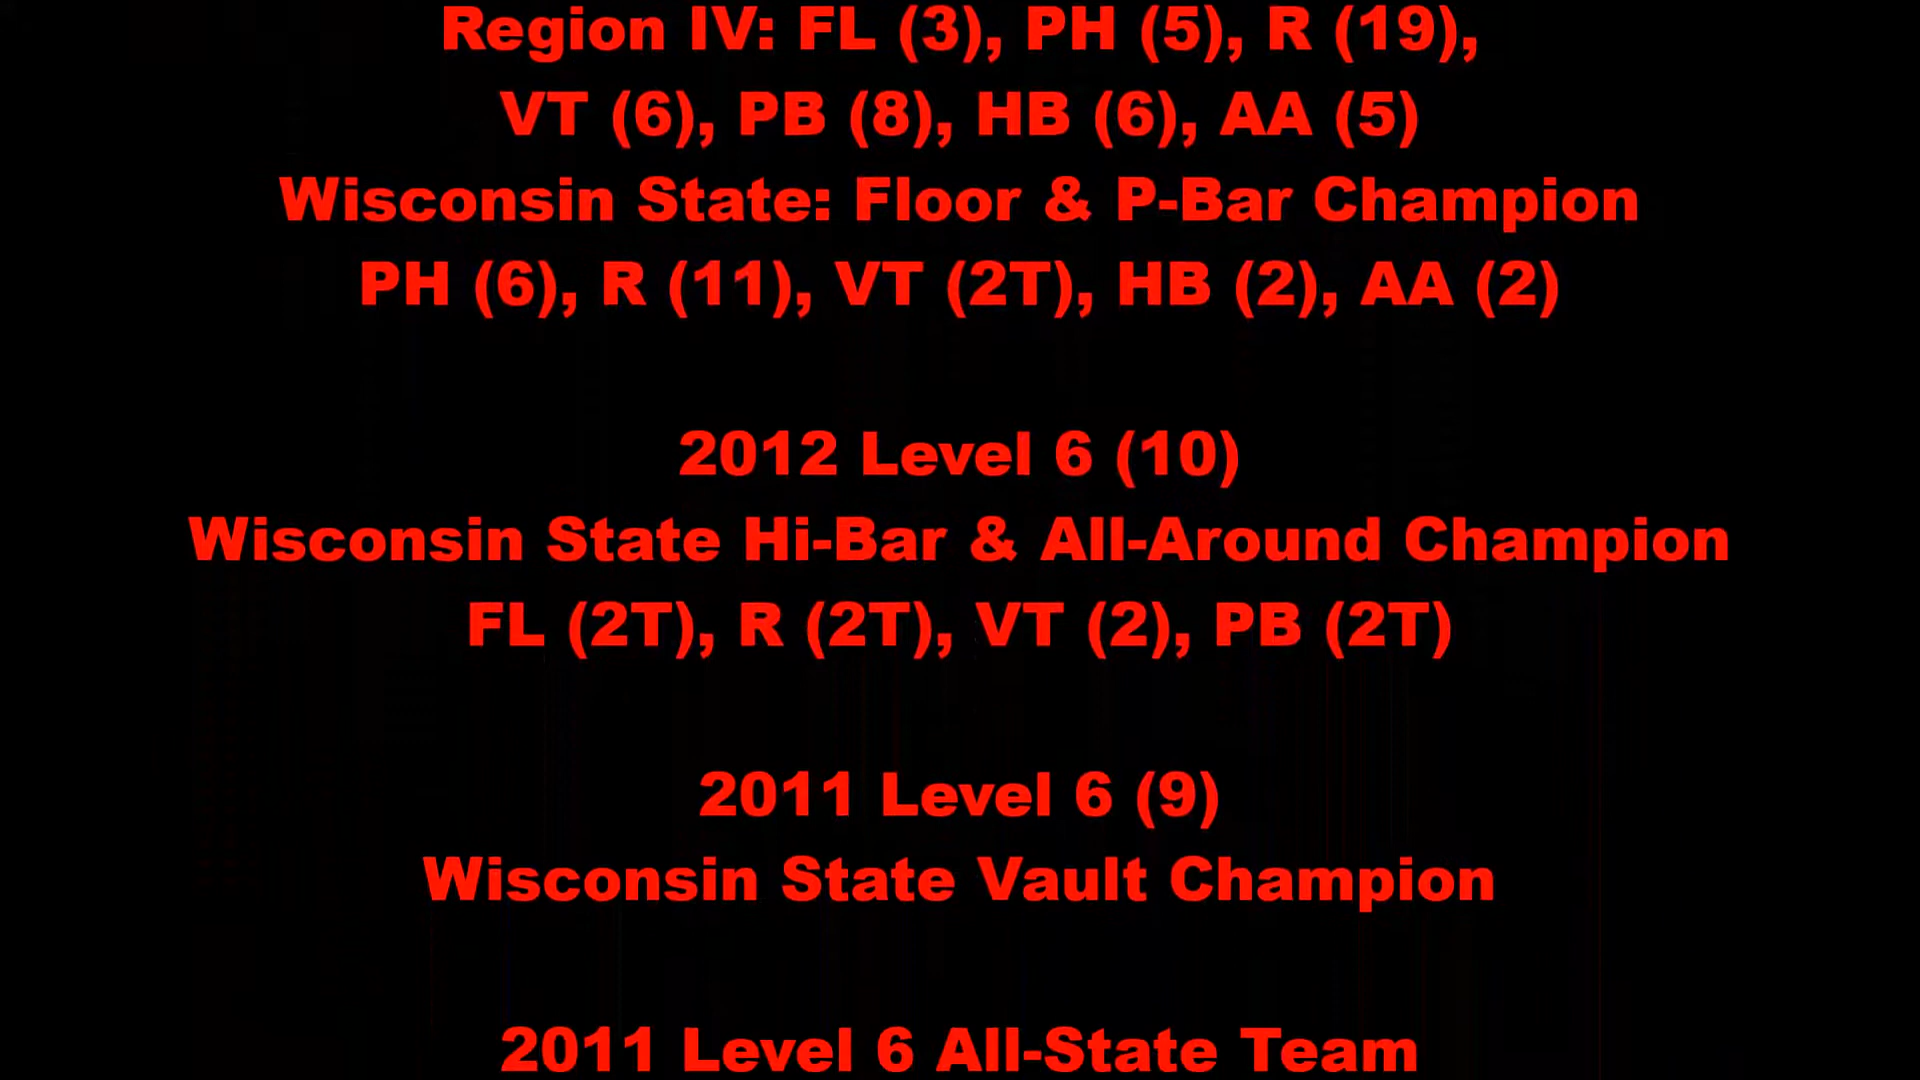 Region IV: FL (3), PH (5), R (19),
VT (6), PB (8), HB (6), AA (5)
Wisconsin State: Floor & P-Bar Champion
PH (6), R (11), VT (2T), HB (2), AA (2)
2012 Level 6 (10)
Wisconsin State Hi-Bar & All-Around Champion
FL (2T), R (2T), VT (2), PB (2T)
2011 Level 6 (9)
Wisconsin State Vault Champion
2011 Level 6 All-State Team